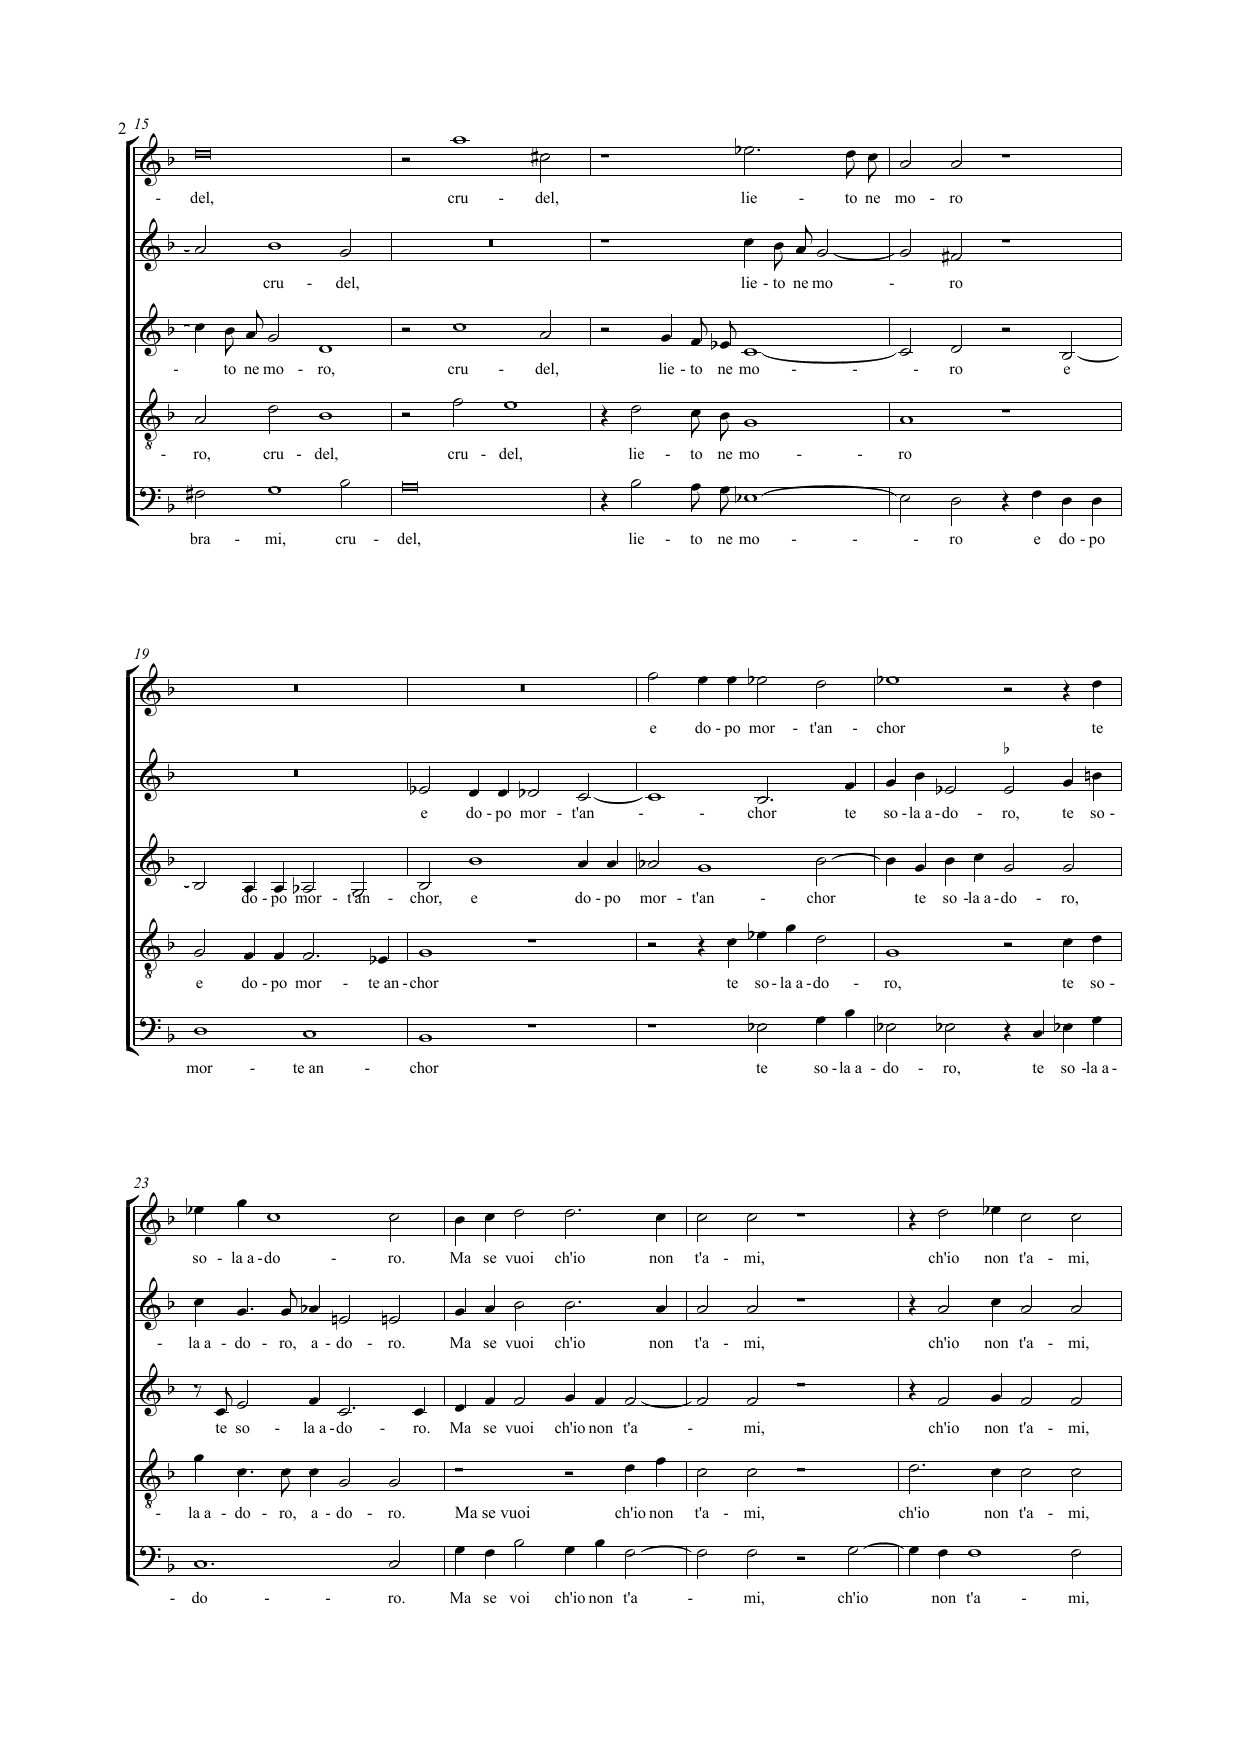 2 15
- del, cru - del, lie - to ne mo - ro
cru - del, lie - to ne mo - ro
- to ne mo - ro, cru - del, lie - to ne mo - - - ro e
- ro, cru - del, cru - del, lie - to ne mo - - ro
bra - mi, cru - del, lie - to ne mo - - - ro e do - po
19
e do - po mor - t'an - chor te
e do - po mor - t'an - - chor te so - la a - do - ro, te so -
do - po mor - t'an - chor, e do - po mor - t'an - chor te so - la a - do - ro,
e do - po mor - te an - chor te so - la a - do - ro, te so -
mor - te an - chor te so - la a - do - ro, te so - la a -
23
so - la a - do - ro. Ma se vuoi ch'io non t'a - mi, ch'io non t'a - mi,
- la a - do - ro, a - do - ro. Ma se vuoi ch'io non t'a - mi, ch'io non t'a - mi,
te so - la a - do - ro. Ma se vuoi ch'io non t'a - mi, ch'io non t'a - mi,
- la a - do - ro, a - do - ro. Ma se vuoi ch'io non t'a - mi, ch'io non t'a - mi,
- do - - ro. Ma se voi ch'io non t'a - mi, ch'io non t'a - mi,